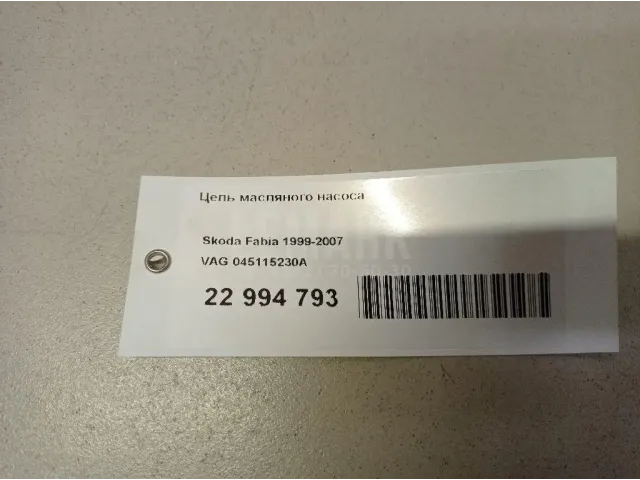 Цепь масляного насоса
Skoda Fabia 1999-2007
VAG 045115230A
22 994 793